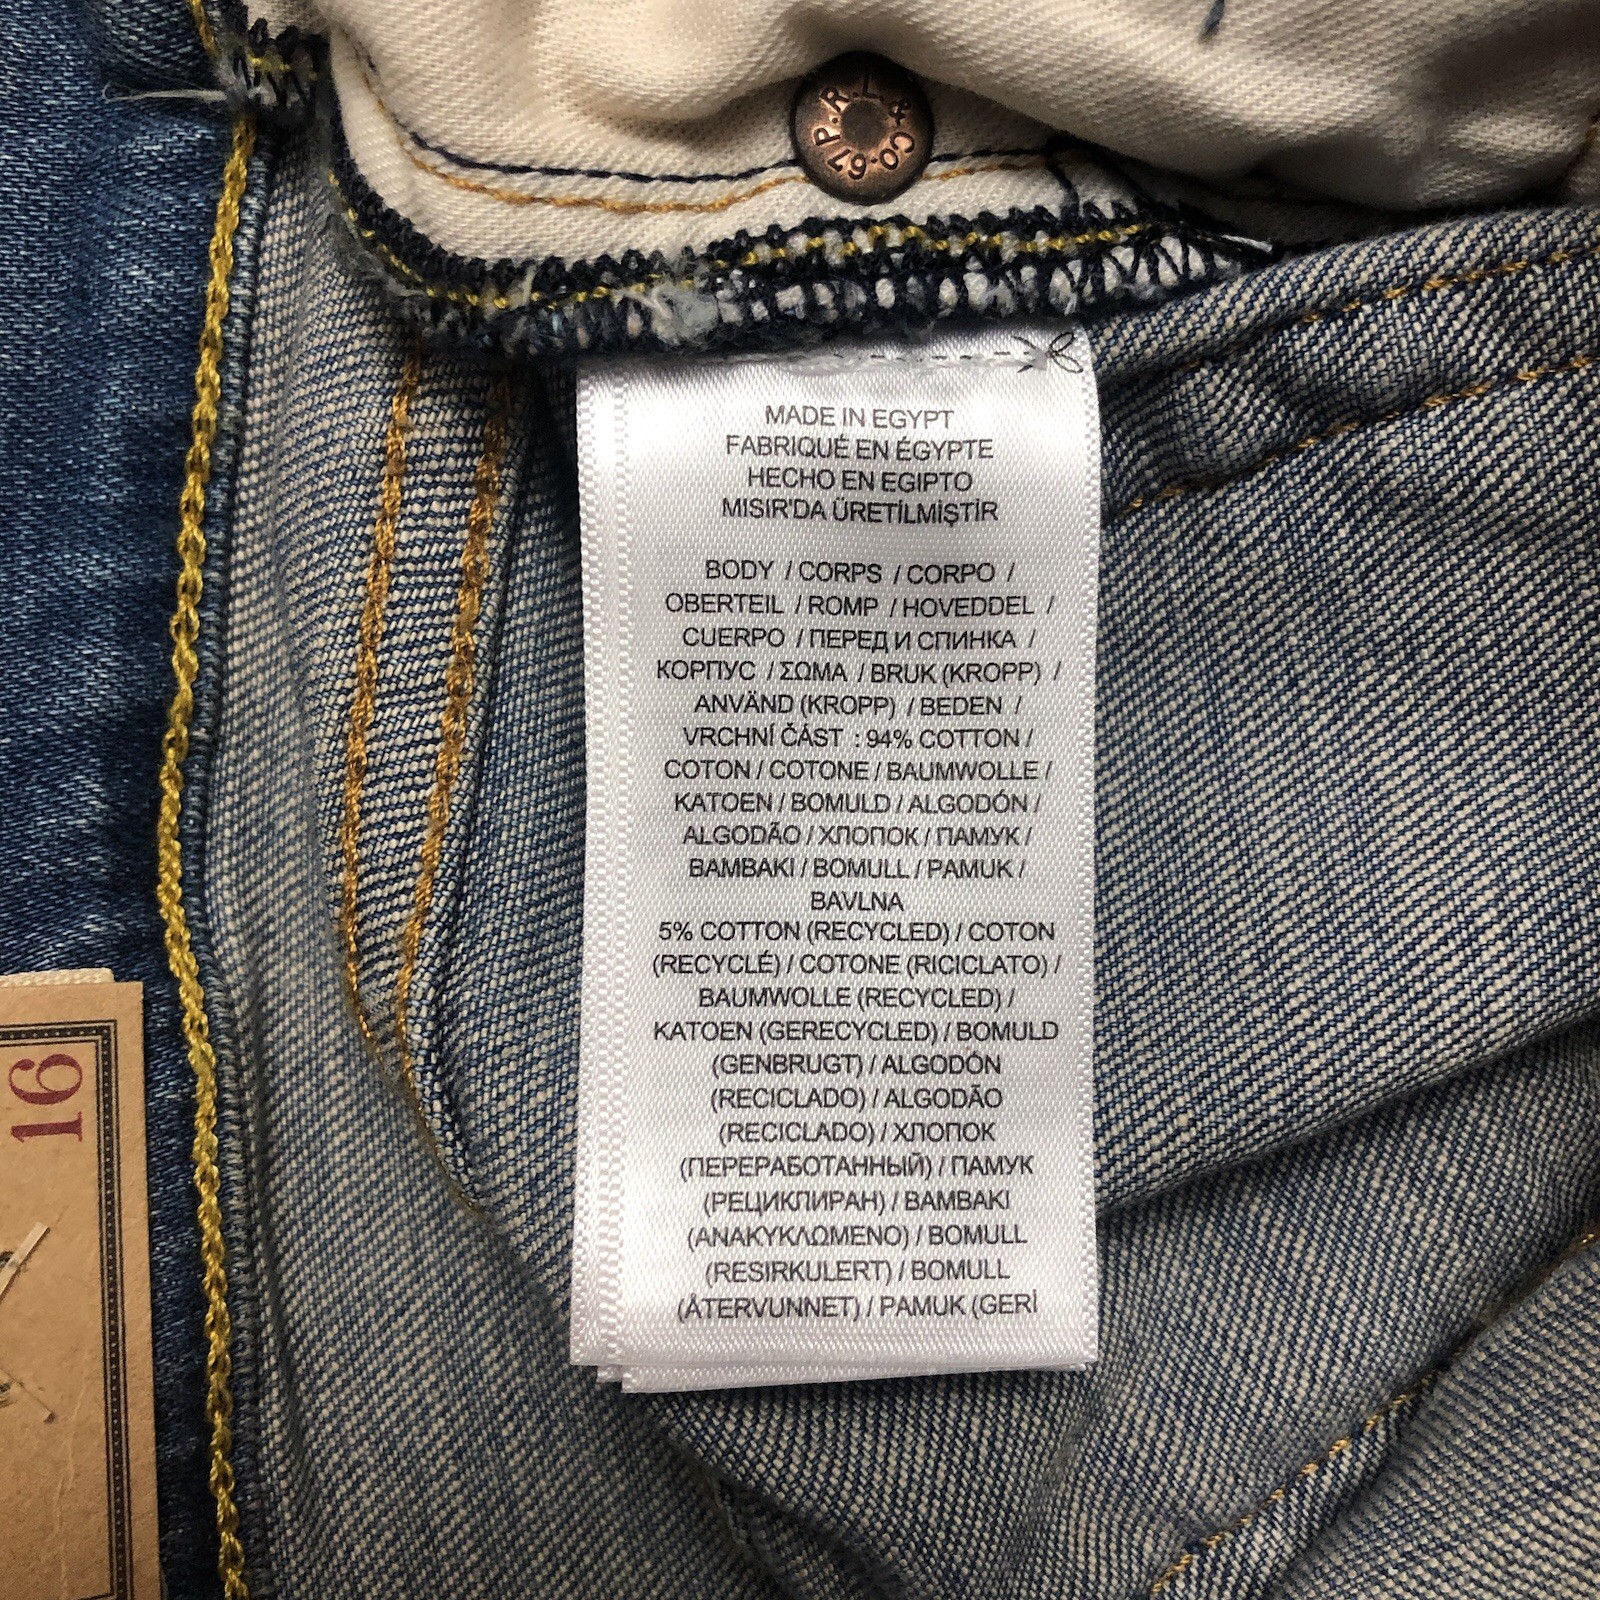 P.R.L. & Co. 67
MADE IN EGYPT
FABRIQUÉ EN ÉGYPTE
HECHO EN EGIPTO
MISIR'DA ÜRETİLMİŞTİR
BODY / CORPS / CORPO /
OBERTEIL / ROMP / HOVEDDEL /
CUERPO / ПЕРЕД И СПИНКА /
КОРПУС / ΣΩΜΑ / BRUK (KROPP) /
ANVÄND (KROPP) / BEDEN /
VRCHNÍ ČÁST : 94% COTTON /
COTON / COTONE / BAUMWOLLE /
KATOEN / BOMULD / ALGODÓN /
ALGODÃO / ХЛОПОК / ПАМУК /
ΒΑΜΒΑΚΙ / BOMULL / PAMUK /
BAVLNA
5% COTTON (RECYCLED) / COTON
(RECYCLÉ) / COTONE (RICICLATO) /
BAUMWOLLE (RECYCLED) /
KATOEN (GERECYCLED) / BOMULD
(GENBRUGT) / ALGODÓN
(RECICLADO) / ALGODÃO
(RECICLADO) / ХЛОПОК
(ПЕРЕРАБОТАННЫЙ) / ПАМУК
(РЕЦИКЛИРАН) / ΒΑΜΒΑΚΙ
(ΑΝΑΚΥΚΛΩΜΕΝΟ) / BOMULL
(RESIRKULERT) / BOMULL
(ÅTERVUNNET) / PAMUK (GERİ
16